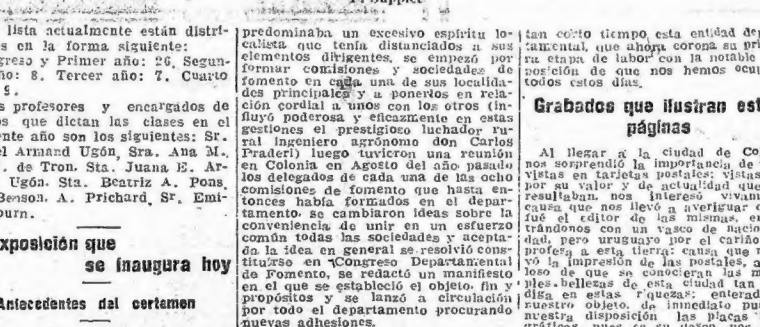 lista actualmente están distri-
s en la forma siguiente:
greso y Primer año: 26, Segun-
ño: 8. Tercer año: 7. Cuarto
9.
s profesores y encargados de
os que dictan las clases en el
nte año son los siguientes: Sr.
el Armand Ugón, Sra. Ana M.,
. de Tron. Sta. Juana E. Ar-
Ugón. Sta. Beatriz A. Pons
Benson. A. Prichard, Sr. Emi-
ourn.
xposición que
se inaugura hoy
Antecedentes del certamen
predominaba un excesivo espíritu lo-
calista que tenía distanciados a sus
elementos dirigentes. se empezó por
formar comisiones y sociedades de
fomento en cada una de sus localida-
des principales y a ponerlos en rela-
ción cordial a unos con los otros (in-
fluyó poderosa y eficazmente en estas
gestiones el prestigioso luchador ru-
ral ingeniero agrónomo don Carlos
Praderi) luego tuvieron una reunión
en Colonia en Agosto del año pasado
los delegados de cada una de las ocho
comisiones de fomento que hasta en-
tonces había formados en el depar-
tamento. se cambiaron ideas sobre la
conveniencia de unir en un esfuerzo
común todas las sociedades y acepta-
da la idea en general se resolvió cons-
tituirse en Congreso Departamental
de Fomento, se redactó un manifiesto
en el que se estableció el objeto. fin y
propósitos y se lanzó a circulación
por todo el departamento procurando
nuevas adhesiones.
tan corto tiempo esta entidad dep
tamental, que ahora corona su pri
ra etapa de labor con la notable
posición de que nos hemos ocu
todos estos días.
Grabados que ilustran est
páginas
Al llegar a la ciudad de Co
nos sorprendió la importancia de
vistas en tarjetas postales: vistas
por su valor y de actualidad que
resultaban. nos interesó vivam
causa que nos llevó a averiguar
fué el editor de las mismas, en
trándonos con un vasco de nacio
dad, pero uruguayo por el cariño
profesa a esta tierra: causa que
vó la impresión de las postales, a
loso de que se conocieran las m
ples bellezas de esta ciudad tan
diga en estas riquezas: enterad
nuestro objeto. de inmediato pu
nuestra disposición las placas